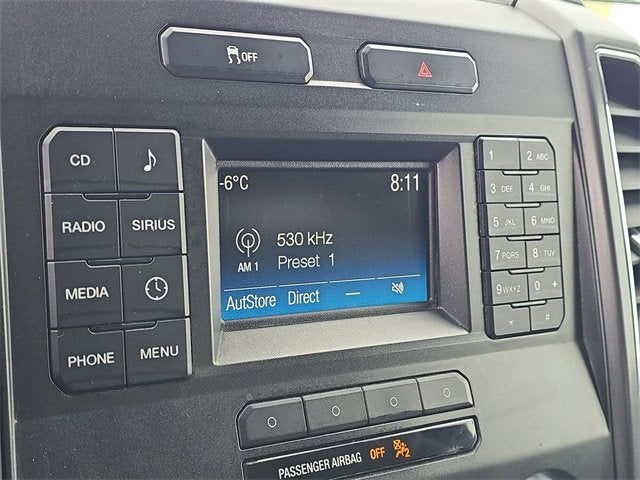 OFF
CD
RADIO SIRIUS
MEDIA
PHONE MENU
-6°C 8:11
530 kHz
AM 1 Preset 1
AutStore Direct —
1 2 ABC
3 DEF 4 GHI
5 JKL 6 MNO
7 PQRS 8 TUV
9 WXYZ 0 +
* #
PASSENGER AIRBAG OFF 2